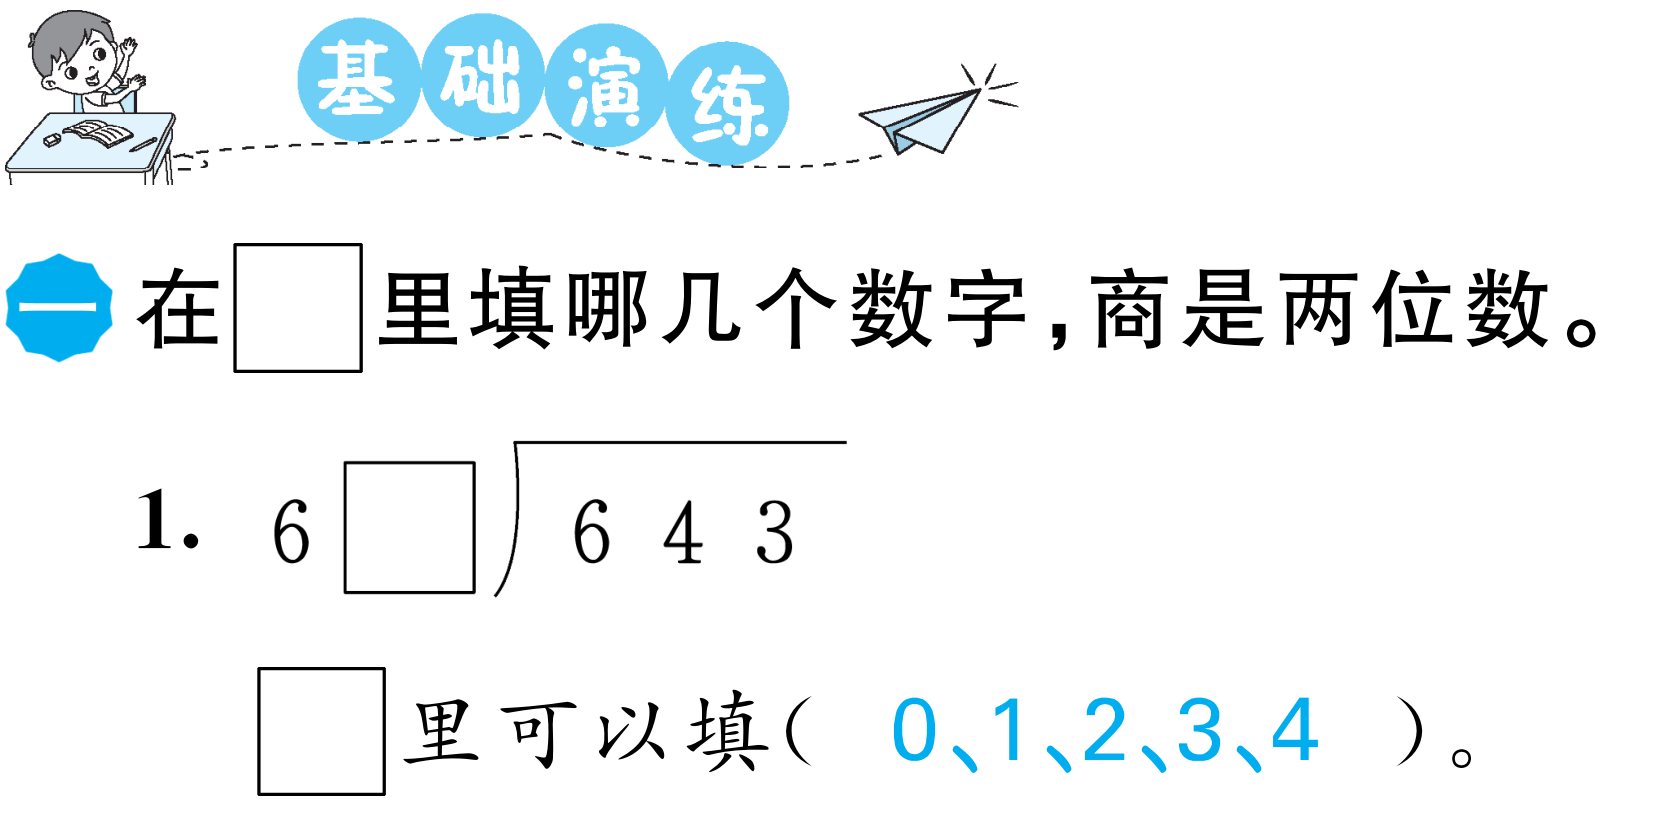 基础演练
一 在□里填哪几个数字,商是两位数。
1. 6□)643
□里可以填( 0、1、2、3、4 )。